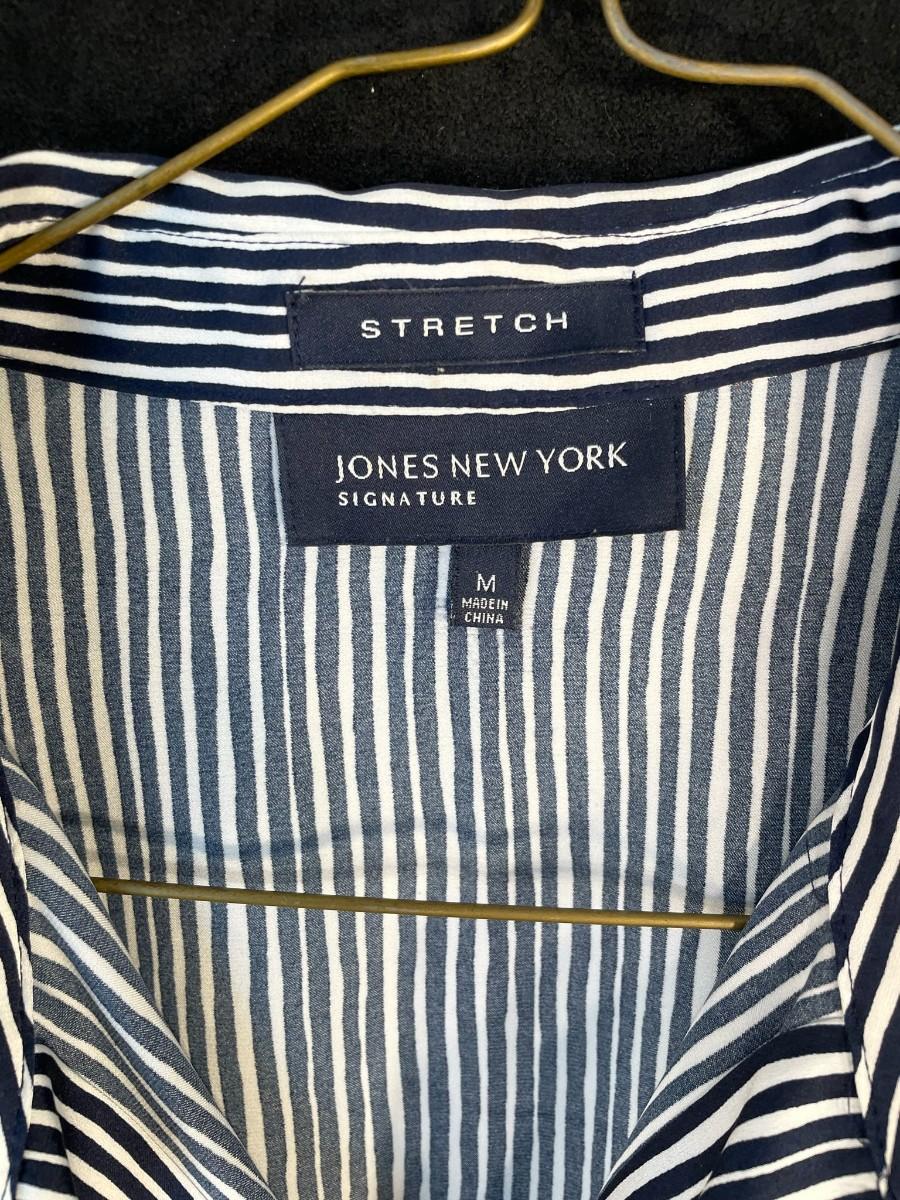 STRETCH
JONES NEW YORK
SIGNATURE
M
MADE IN
CHINA